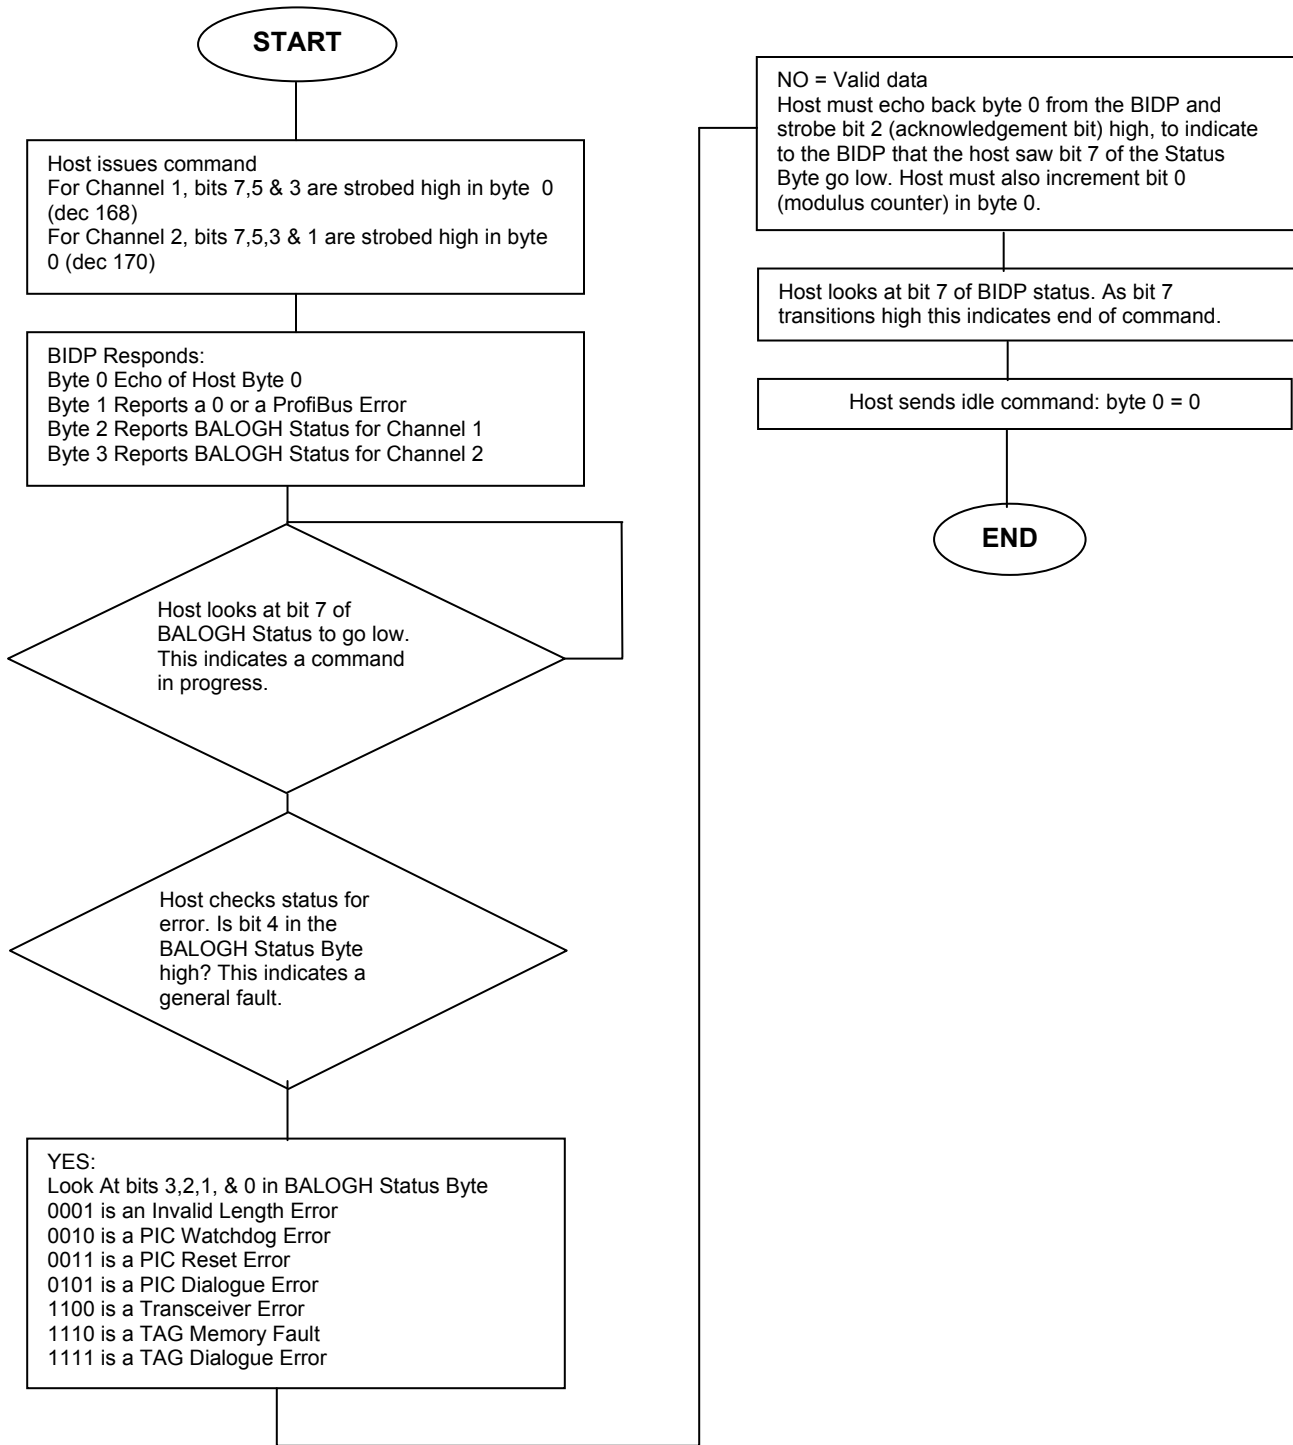 START
Host issues command
For Channel 1, bits 7,5 & 3 are strobed high in byte 0
(dec 168)
For Channel 2, bits 7,5,3 & 1 are strobed high in byte
0 (dec 170)
BIDP Responds:
Byte 0 Echo of Host Byte 0
Byte 1 Reports a 0 or a ProfiBus Error
Byte 2 Reports BALOGH Status for Channel 1
Byte 3 Reports BALOGH Status for Channel 2
Host looks at bit 7 of
BALOGH Status to go low.
This indicates a command
in progress.
Host checks status for
error. Is bit 4 in the
BALOGH Status Byte
high? This indicates a
general fault.
YES:
Look At bits 3,2,1, & 0 in BALOGH Status Byte
0001 is an Invalid Length Error
0010 is a PIC Watchdog Error
0011 is a PIC Reset Error
0101 is a PIC Dialogue Error
1100 is a Transceiver Error
1110 is a TAG Memory Fault
1111 is a TAG Dialogue Error
NO = Valid data
Host must echo back byte 0 from the BIDP and
strobe bit 2 (acknowledgement bit) high, to indicate
to the BIDP that the host saw bit 7 of the Status
Byte go low. Host must also increment bit 0
(modulus counter) in byte 0.
Host looks at bit 7 of BIDP status. As bit 7
transitions high this indicates end of command.
Host sends idle command: byte 0 = 0
END